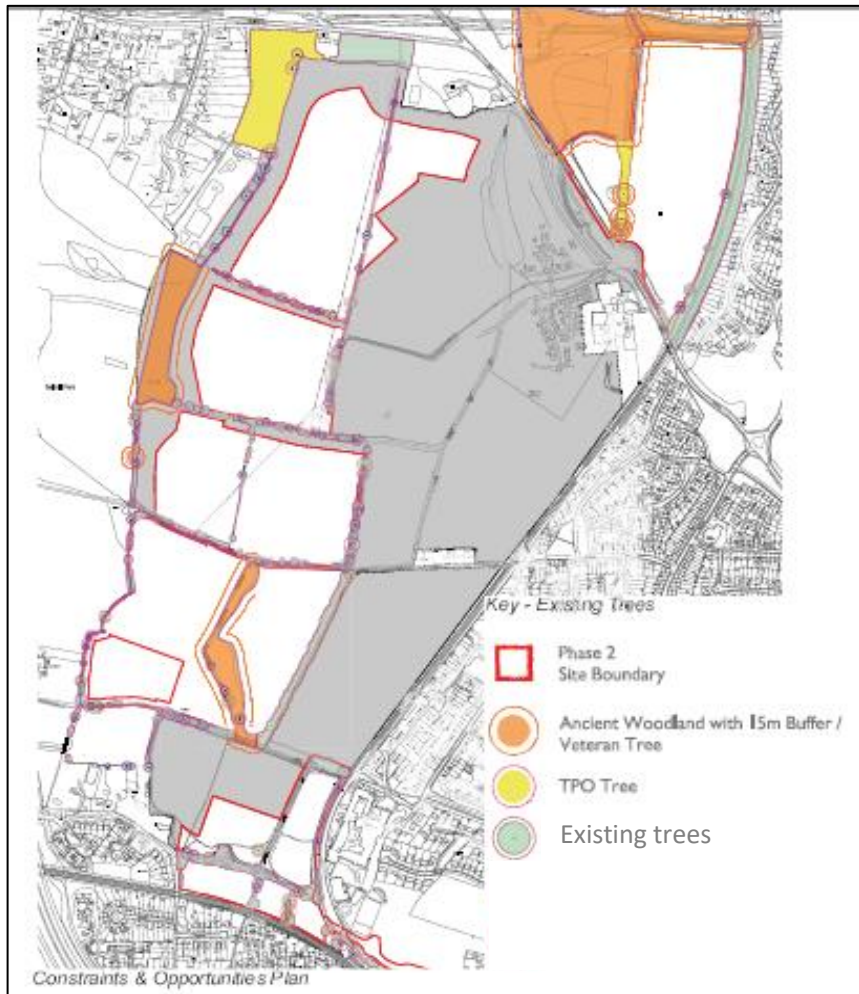 Key - Existing Trees
Phase 2
Site Boundary
Ancient Woodland with 15m Buffer /
Veteran Tree
TPO Tree
Existing trees
Constraints & Opportunities Plan